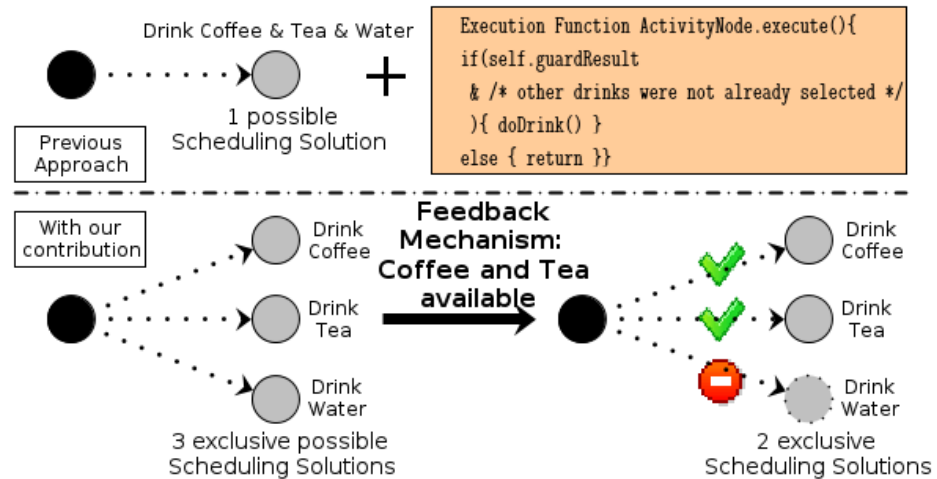 Drink Coffee & Tea & Water
1 possible
Scheduling Solution
Previous
Approach
Execution Function ActivityNode.execute(){
if(self.guardResult
& /* other drinks were not already selected */
){ doDrink() }
else { return }}
With our
contribution
Drink
Coffee
Drink
Tea
Drink
Water
3 exclusive possible
Scheduling Solutions
Feedback
Mechanism:
Coffee and Tea
available
Drink
Coffee
Drink
Tea
Drink
Water
2 exclusive
Scheduling Solutions